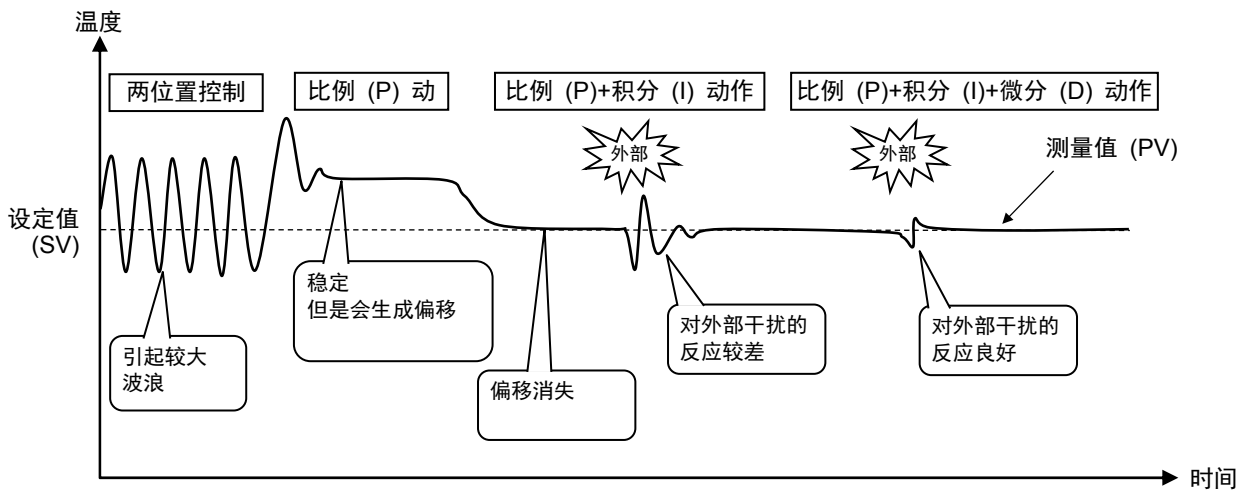 温度
两位置控制
比例 (P) 动
比例 (P)+积分 (I) 动作
比例 (P)+积分 (I)+微分 (D) 动作
外部
外部
测量值 (PV)
设定值
(SV)
稳定
但是会生成偏移
引起较大
波浪
偏移消失
对外部干扰的
反应较差
对外部干扰的
反应良好
时间